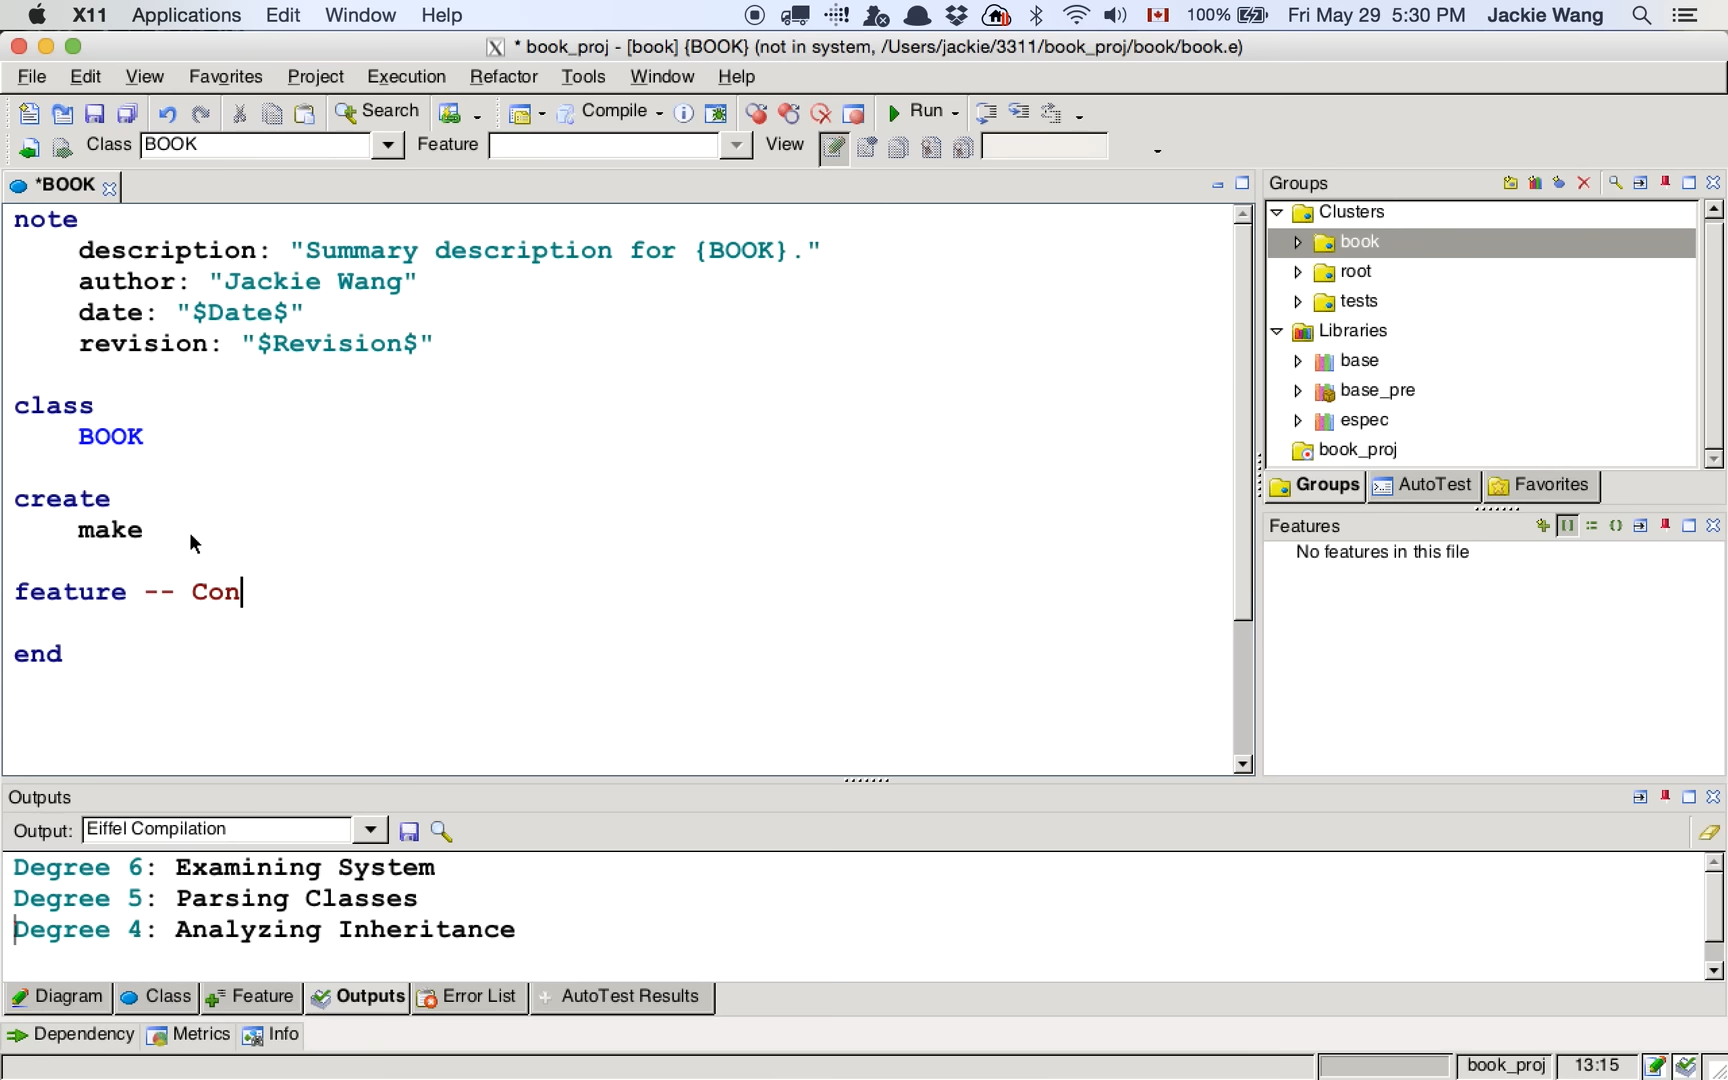 X11 Applications Edit Window Help 100% Fri May 29 5:30 PM Jackie Wang
* book_proj - [book] {BOOK} (not in system, /Users/jackie/3311/book_proj/book/book.e)
File Edit View Favorites Project Execution Refactor Tools Window Help
Search Compile Run
Class BOOK Feature View
*BOOK
note
description: "Summary description for {BOOK}."
author: "Jackie Wang"
date: "$Date$"
revision: "$Revision$"
class
BOOK
create
make
feature -- Con
end
Groups
Clusters
book
root
tests
Libraries
base
base_pre
espec
book_proj
Groups AutoTest Favorites
Features
No features in this file
Outputs
Output: Eiffel Compilation
Degree 6: Examining System
Degree 5: Parsing Classes
Degree 4: Analyzing Inheritance
Diagram Class Feature Outputs Error List AutoTest Results
Dependency Metrics Info
book_proj 13:15